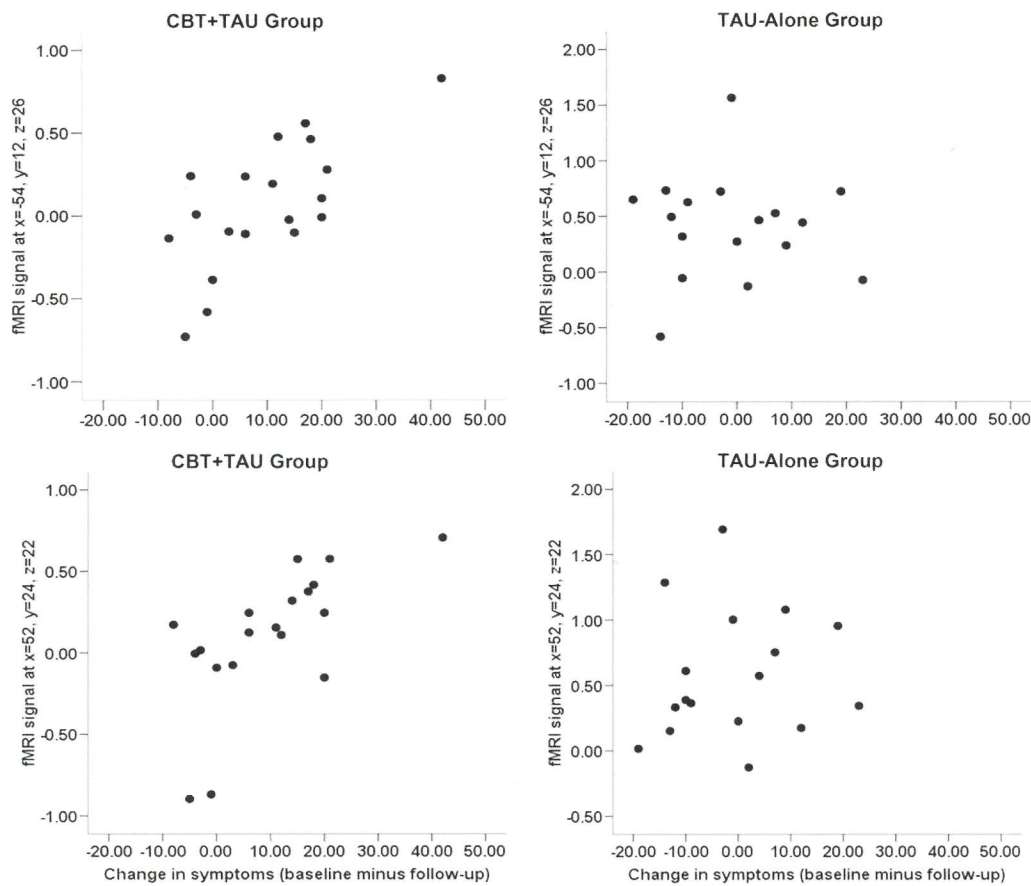 CBT+TAU Group
fMRI signal at x=-54, y=12, z=26
1.00
0.50
0.00
-0.50
-1.00
-20.00 -10.00 0.00 10.00 20.00 30.00 40.00 50.00
TAU-Alone Group
fMRI signal at x=-54, y=12, z=26
2.00
1.50
1.00
0.50
0.00
-0.50
-1.00
-20.00 -10.00 0.00 10.00 20.00 30.00 40.00 50.00
CBT+TAU Group
fMRI signal at x=52, y=24, z=22
1.00
0.50
0.00
-0.50
-1.00
-20.00 -10.00 0.00 10.00 20.00 30.00 40.00 50.00
Change in symptoms (baseline minus follow-up)
TAU-Alone Group
fMRI signal at x=52, y=24, z=22
2.00
1.50
1.00
0.50
0.00
-0.50
-20.00 -10.00 0.00 10.00 20.00 30.00 40.00 50.00
Change in symptoms (baseline minus follow-up)